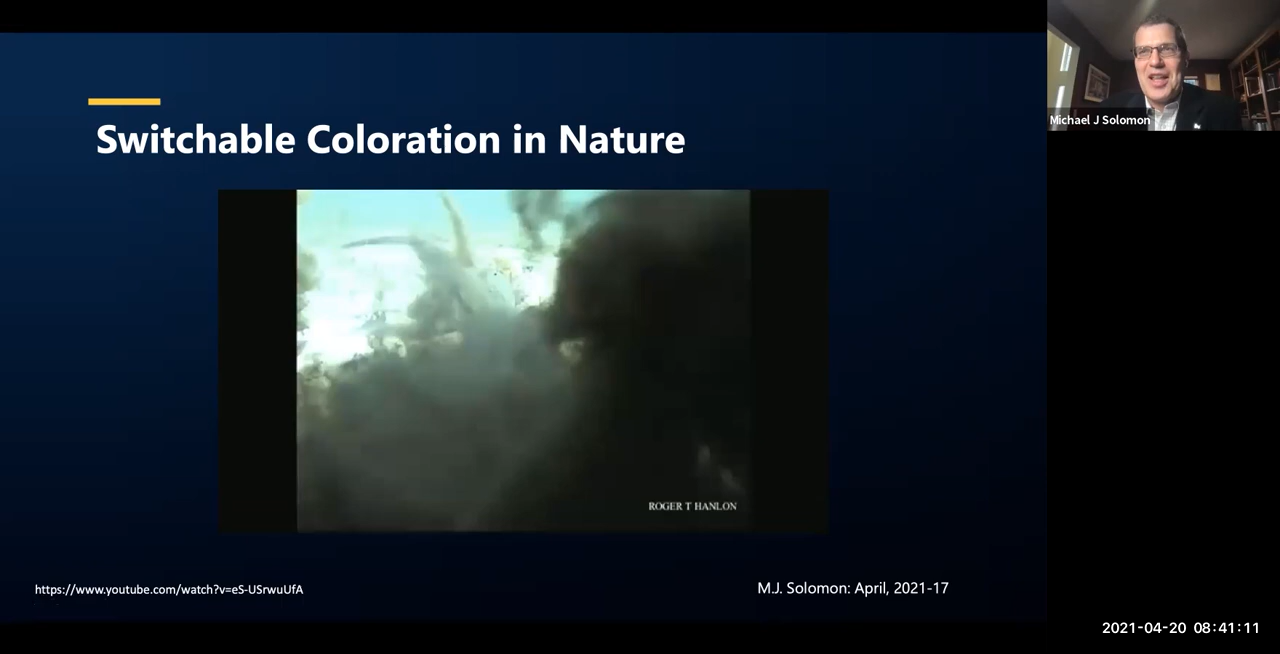 Switchable Coloration in Nature
Michael J Solomon
ROGER T HANLON
https://www.youtube.com/watch?v=eS-USrwuUfA
M.J. Solomon: April, 2021-17
2021-04-20 08:41:11